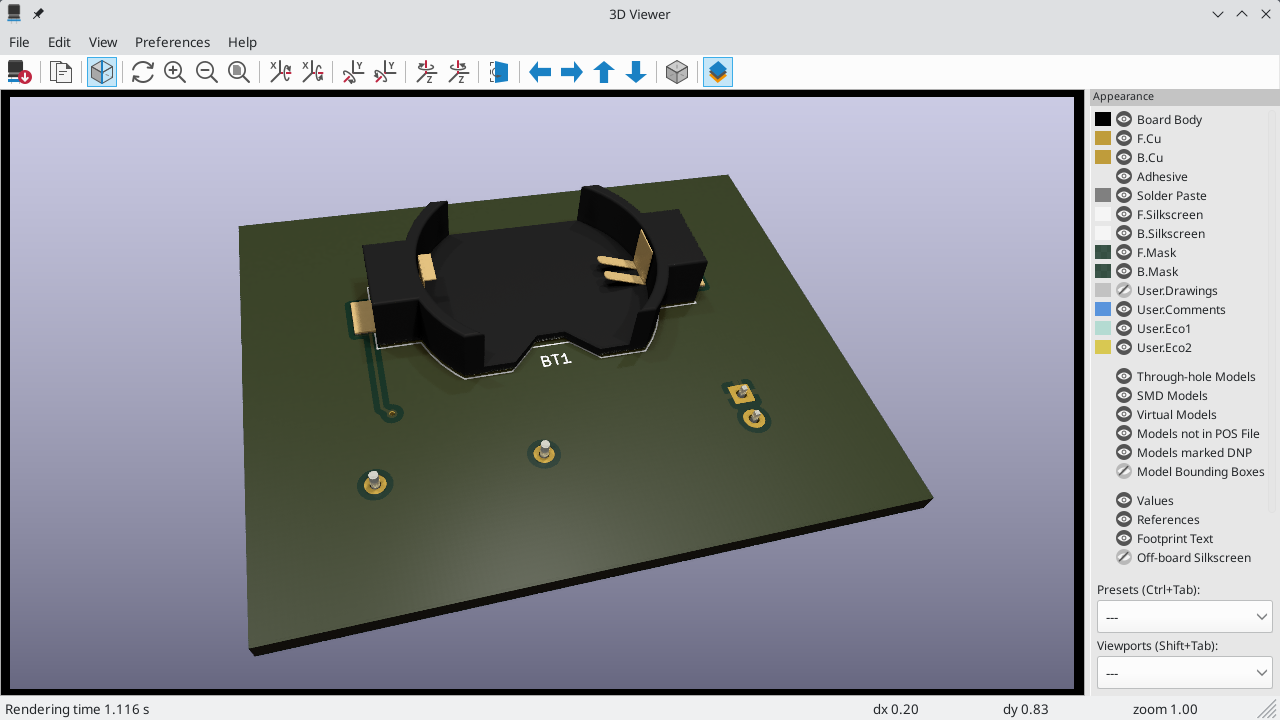 3D Viewer
File Edit View Preferences Help
Appearance
Board Body
F.Cu
B.Cu
Adhesive
Solder Paste
F.Silkscreen
B.Silkscreen
F.Mask
B.Mask
User.Drawings
User.Comments
User.Eco1
User.Eco2
Through-hole Models
SMD Models
Virtual Models
Models not in POS File
Models marked DNP
Model Bounding Boxes
Values
References
Footprint Text
Off-board Silkscreen
Presets (Ctrl+Tab):
---
Viewports (Shift+Tab):
---
BT1
Rendering time 1.116 s dx 0.20 dy 0.83 zoom 1.00